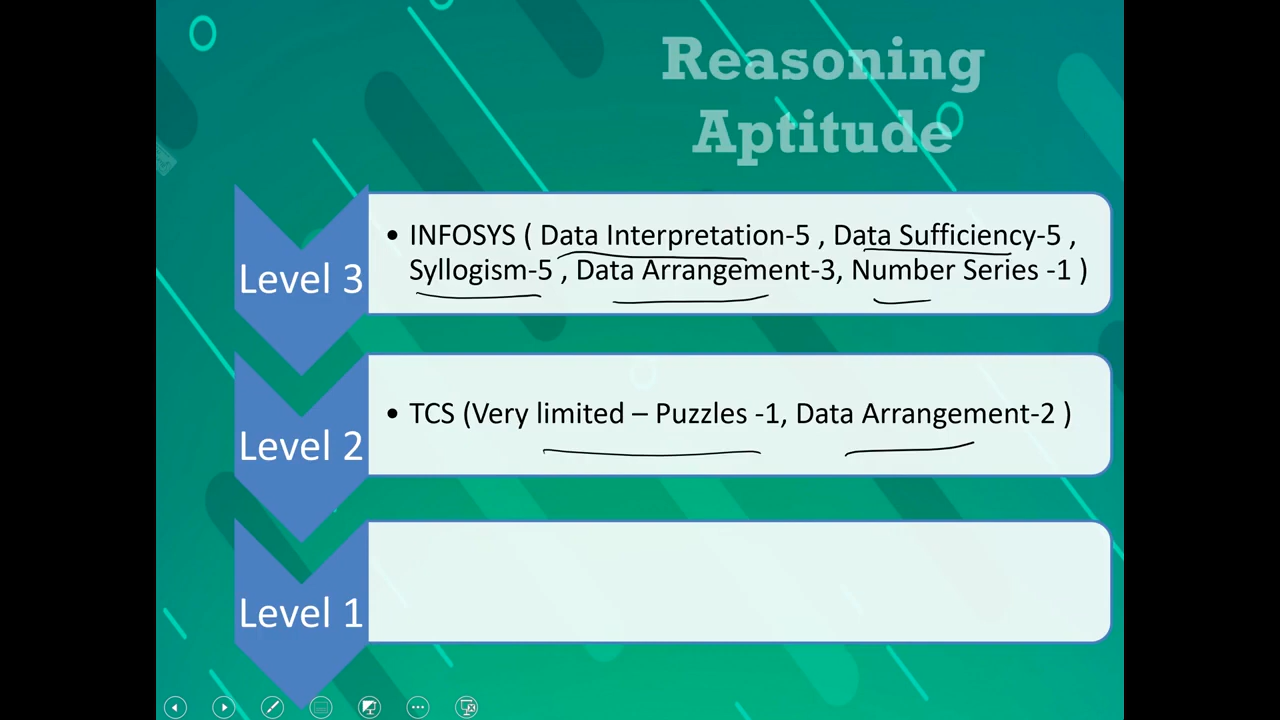 Reasoning
Aptitude
Level 3
• INFOSYS ( Data Interpretation-5 , Data Sufficiency-5 ,
Syllogism-5 , Data Arrangement-3, Number Series -1 )
Level 2
• TCS (Very limited – Puzzles -1, Data Arrangement-2 )
Level 1